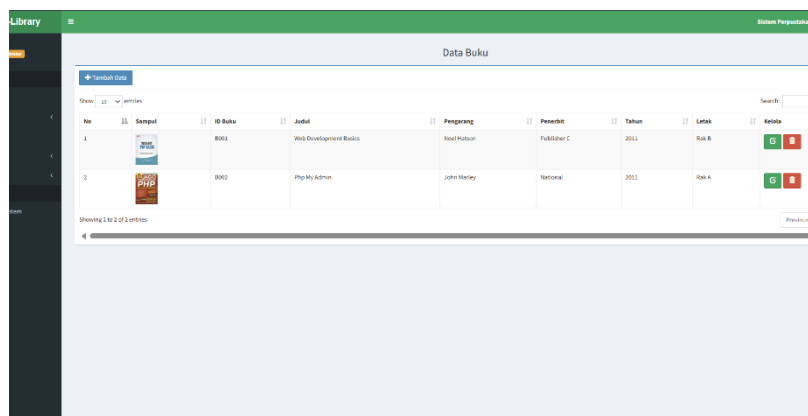 -Library
Sistem Perpustaka
Data Buku
Tambah Data
Show 10 entries
Search:
No Sampul ID Buku Judul Pengarang Penerbit Tahun Letak Kelola
1 B001 Web Development Basics Noel Hatson Publisher C 2011 Rak B
2 PHP B002 Php My Admin John Marley National 2011 Rak A
Showing 1 to 2 of 2 entries
Previou
stem